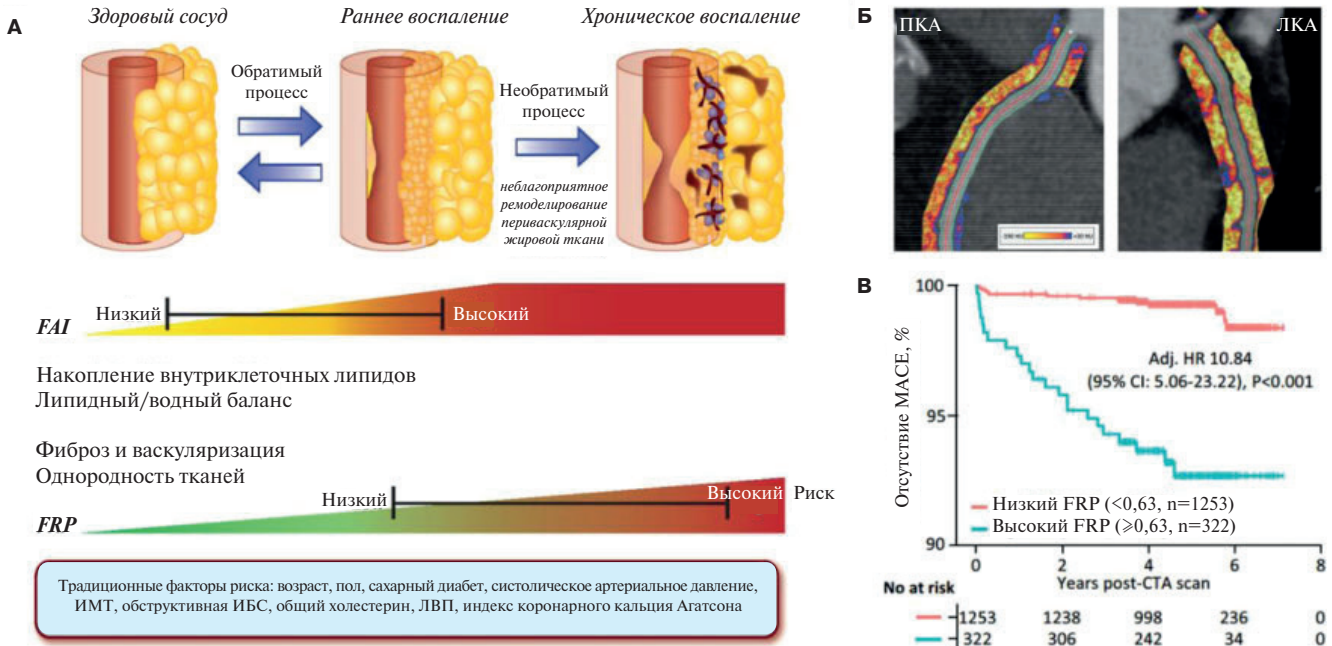 А
Здоровый сосуд
Раннее воспаление
Хроническое воспаление
Обратимый
процесс
Необратимый
процесс
неблагоприятное
ремоделирование
периваскулярной
жировой ткани
FAI
Низкий
Высокий
Накопление внутриклеточных липидов
Липидный/водный баланс
Фиброз и васкуляризация
Однородность тканей
FRP
Низкий
Высокий
Риск
Традиционные факторы риска: возраст, пол, сахарный диабет, систолическое артериальное давление,
ИМТ, обструктивная ИБС, общий холестерин, ЛВП, индекс коронарного кальция Агатсона
Б
ПКА
ЛКА
В
Отсутствие MACE, %
100
95
90
Adj. HR 10.84
(95% CI: 5.06-23.22), P<0.001
Низкий FRP (<0,63, n=1253)
Высокий FRP (⩾0,63, n=322)
0 2 4 6 8
Years post-CTA scan
No at risk
1253 1238 998 236 0
322 306 242 34 0